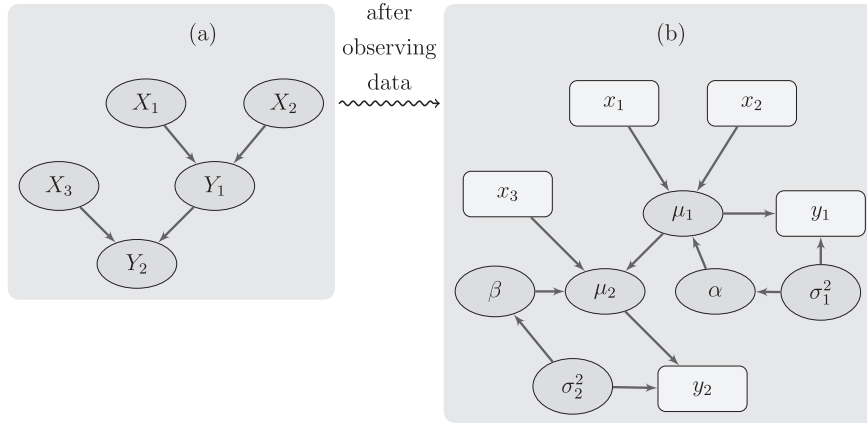 (a)
X₁ X₂
X₃ Y₁
Y₂
after
observing
data
(b)
x₁ x₂
x₃
μ₁ y₁
β μ₂ α σ₁²
σ₂² y₂